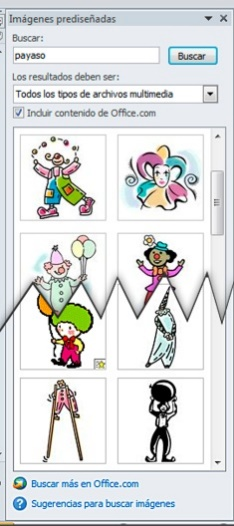 Imágenes prediseñadas
Buscar:
payaso
Buscar
Los resultados deben ser:
Todos los tipos de archivos multimedia
Incluir contenido de Office.com
Buscar más en Office.com
Sugerencias para buscar imágenes